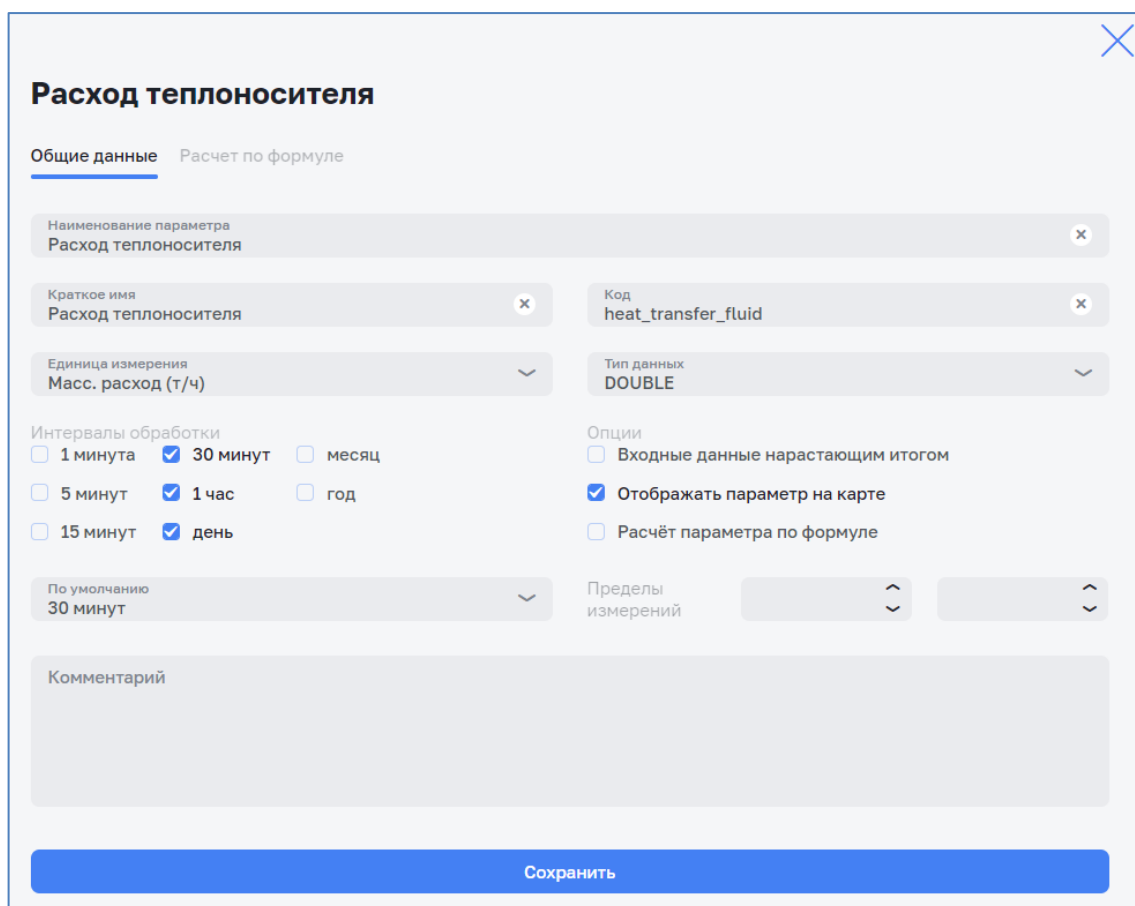 Расход теплоносителя
Общие данные Расчет по формуле
Наименование параметра
Расход теплоносителя
Краткое имя
Расход теплоносителя
Код
heat_transfer_fluid
Единица измерения
Масс. расход (т/ч)
Тип данных
DOUBLE
Интервалы обработки
1 минута 30 минут месяц
5 минут 1 час год
15 минут день
Опции
Входные данные нарастающим итогом
Отображать параметр на карте
Расчёт параметра по формуле
По умолчанию
30 минут
Пределы
измерений
Комментарий
Сохранить